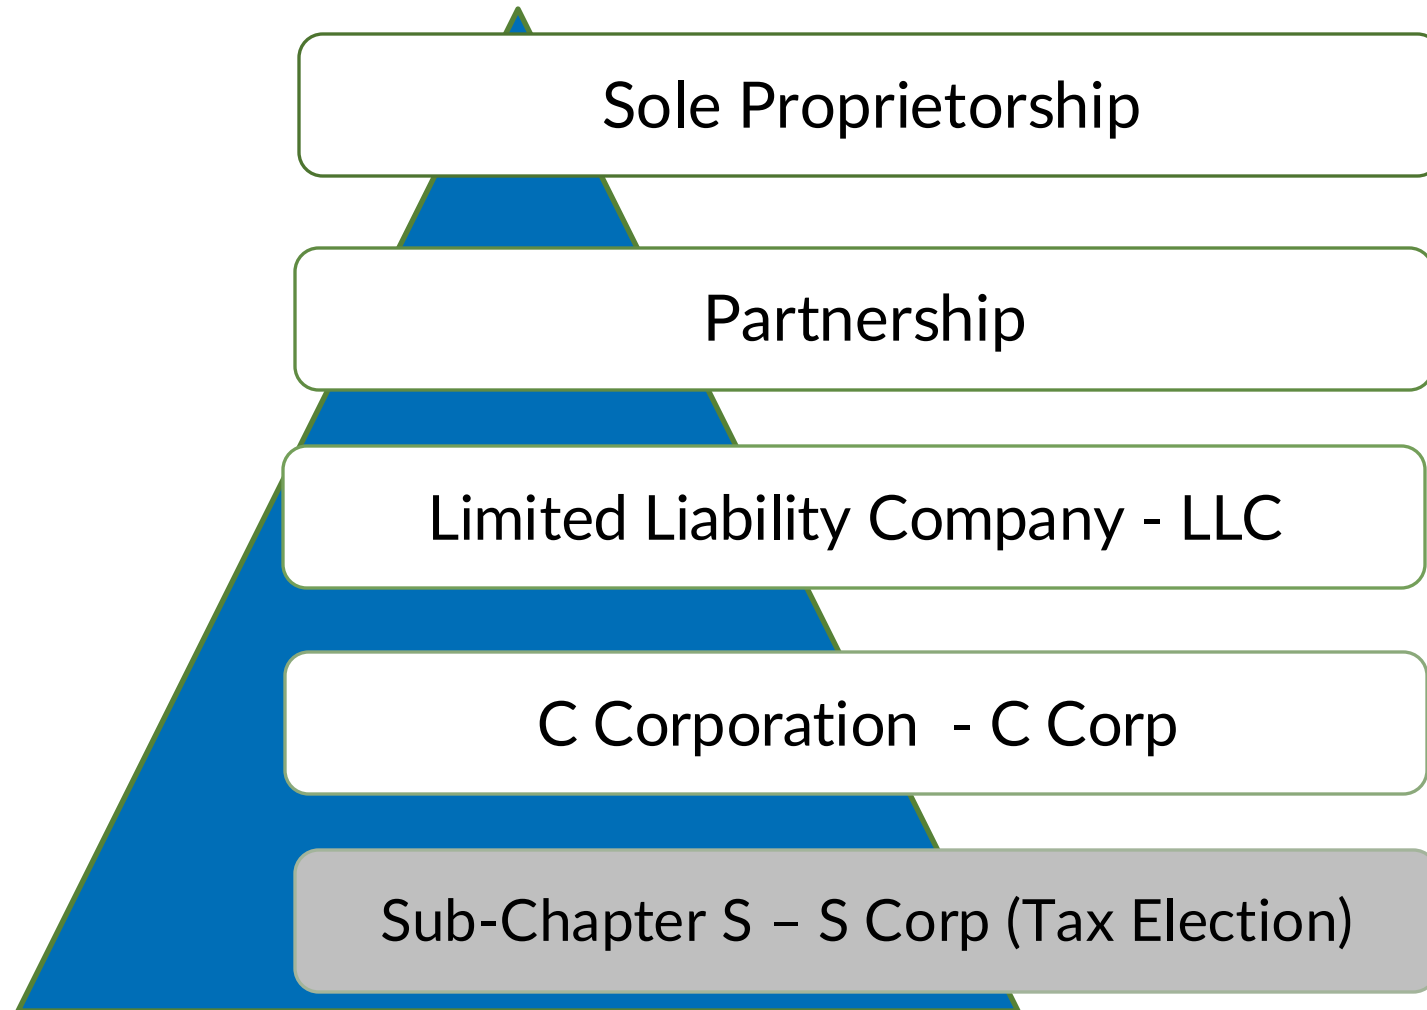 Sole Proprietorship
Partnership
Limited Liability Company - LLC
C Corporation  - C Corp
Sub-Chapter S – S Corp (Tax Election)